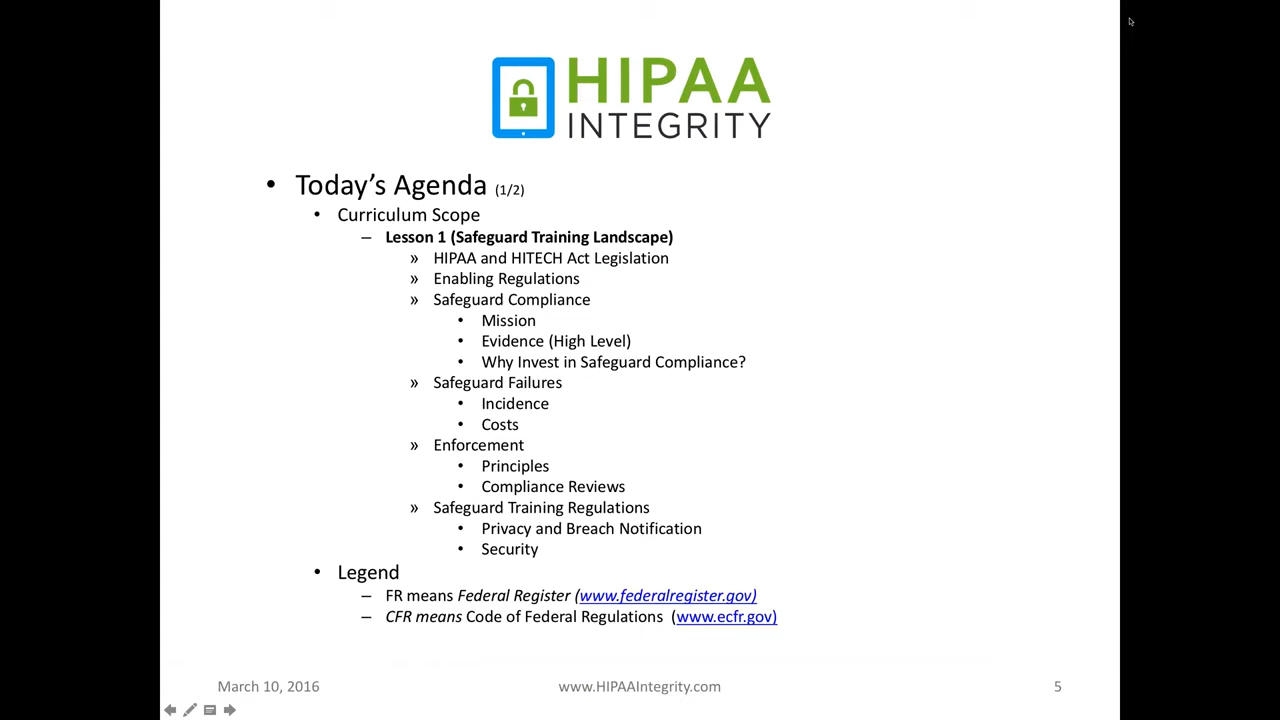 HIPAA
INTEGRITY
• Today’s Agenda (1/2)
• Curriculum Scope
– Lesson 1 (Safeguard Training Landscape)
» HIPAA and HITECH Act Legislation
» Enabling Regulations
» Safeguard Compliance
• Mission
• Evidence (High Level)
• Why Invest in Safeguard Compliance?
» Safeguard Failures
• Incidence
• Costs
» Enforcement
• Principles
• Compliance Reviews
» Safeguard Training Regulations
• Privacy and Breach Notification
• Security
• Legend
– FR means Federal Register (www.federalregister.gov)
– CFR means Code of Federal Regulations (www.ecfr.gov)
March 10, 2016 www.HIPAAIntegrity.com 5